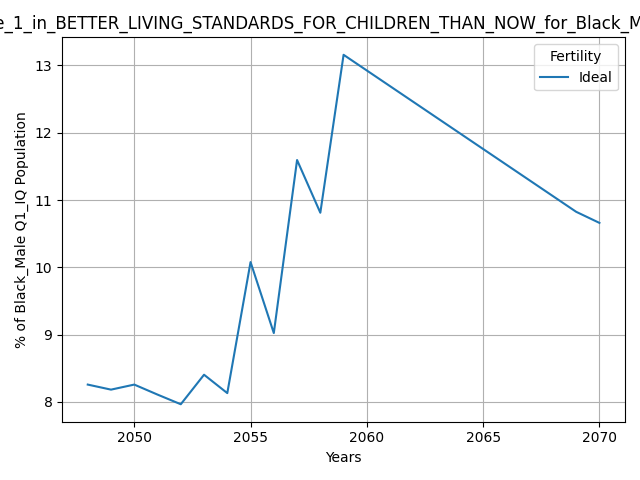 e_1_in_BETTER_LIVING_STANDARDS_FOR_CHILDREN_THAN_NOW_for_Black_M
Fertility
Ideal
13
12
11
10
9
8
% of Black_Male Q1_IQ Population
2050
2055
2060
2065
2070
Years